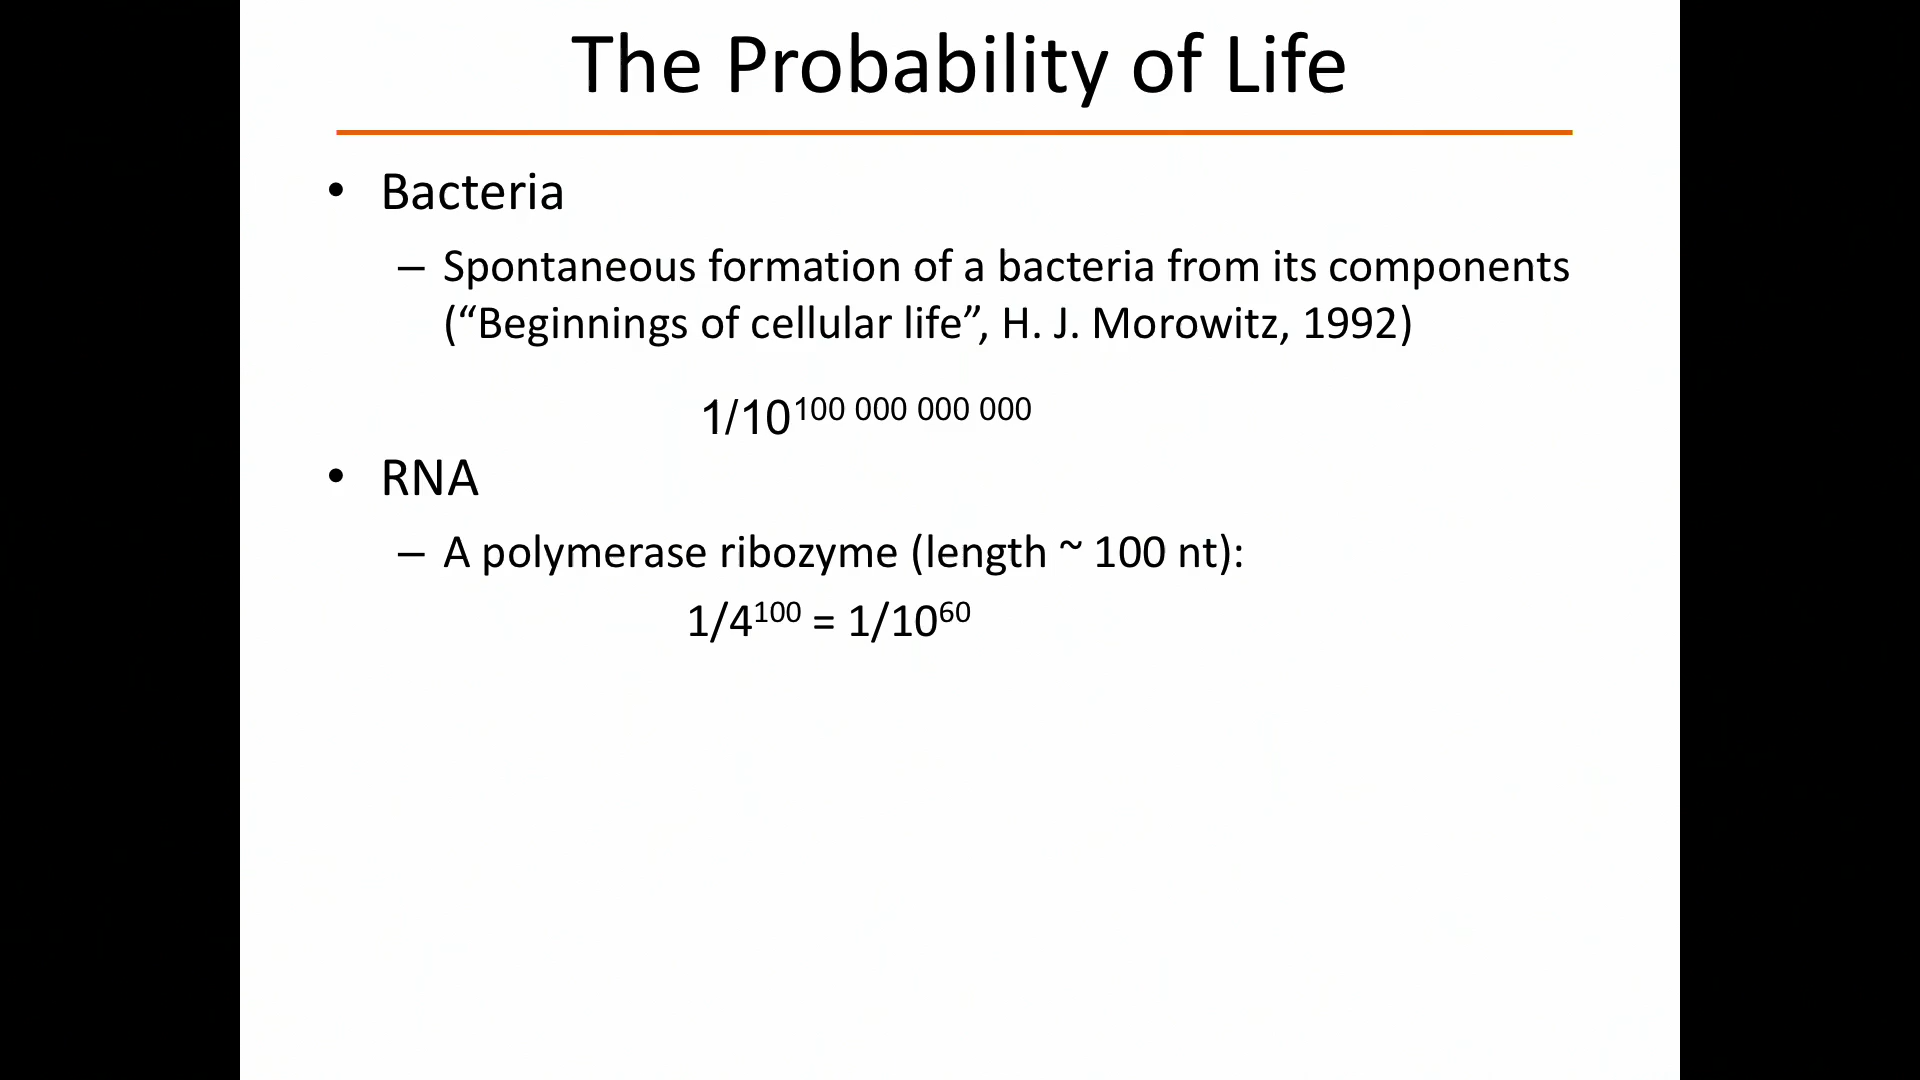 The Probability of Life
• Bacteria
– Spontaneous formation of a bacteria from its components
(“Beginnings of cellular life”, H. J. Morowitz, 1992)
1/10¹⁰⁰ ⁰⁰⁰ ⁰⁰⁰ ⁰⁰⁰
• RNA
– A polymerase ribozyme (length ~ 100 nt):
1/4¹⁰⁰ = 1/10⁶⁰